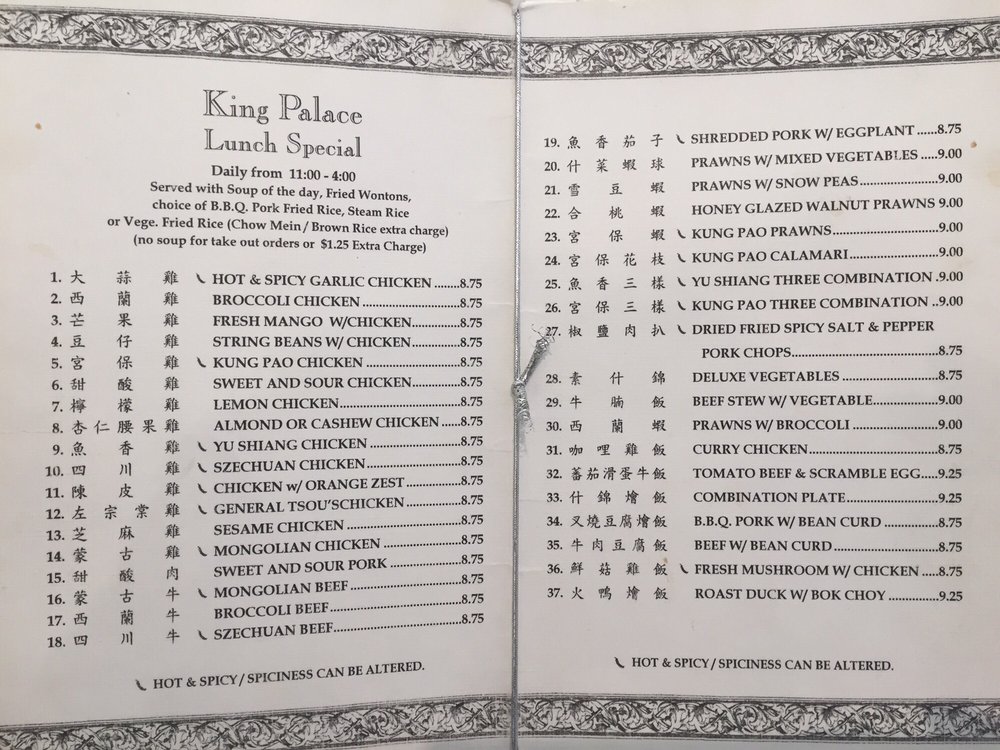 King Palace
Lunch Special
Daily from 11:00 - 4:00
Served with Soup of the day, Fried Wontons,
choice of B.B.Q. Pork Fried Rice, Steam Rice
or Vege. Fried Rice (Chow Mein / Brown Rice extra charge)
(no soup for take out orders or $1.25 Extra Charge)
1. 大蒜雞 HOT & SPICY GARLIC CHICKEN .......8.75
2. 西蘭雞 BROCCOLI CHICKEN ........................8.75
3. 芒果雞 FRESH MANGO W/CHICKEN.............8.75
4. 豆仔雞 STRING BEANS W/ CHICKEN............8.75
5. 宮保雞 KUNG PAO CHICKEN .......................8.75
6. 甜酸雞 SWEET AND SOUR CHICKEN.............8.75
7. 檸檬雞 LEMON CHICKEN..............................8.75
8. 杏仁腰果雞 ALMOND OR CASHEW CHICKEN .....8.75
9. 魚香雞 YU SHIANG CHICKEN ......................8.75
10. 四川雞 SZECHUAN CHICKEN .......................8.75
11. 陳皮雞 CHICKEN w/ ORANGE ZEST ..............8.75
12. 左宗棠雞 GENERAL TSOU'SCHICKEN ..............8.75
13. 芝麻雞 SESAME CHICKEN ............................8.75
14. 蒙古雞 MONGOLIAN CHICKEN ....................8.75
15. 甜酸肉 SWEET AND SOUR PORK ...................8.75
16. 蒙古牛 MONGOLIAN BEEF ...........................8.75
17. 西蘭牛 BROCCOLI BEEF................................8.75
18. 四川牛 SZECHUAN BEEF...............................8.75
HOT & SPICY / SPICINESS CAN BE ALTERED.
19. 魚香茄子 SHREDDED PORK W/ EGGPLANT ......8.75
20. 什菜蝦球 PRAWNS W/ MIXED VEGETABLES .....9.00
21. 雪豆蝦 PRAWNS W/ SNOW PEAS.......................9.00
22. 合桃蝦 HONEY GLAZED WALNUT PRAWNS 9.00
23. 宮保蝦 KUNG PAO PRAWNS............................9.00
24. 宮保花枝 KUNG PAO CALAMARI.........................9.00
25. 魚香三樣 YU SHIANG THREE COMBINATION .9.00
26. 宮保三樣 KUNG PAO THREE COMBINATION ..9.00
27. 椒鹽肉扒 DRIED FRIED SPICY SALT & PEPPER
PORK CHOPS..........................................8.75
28. 素什錦 DELUXE VEGETABLES ..........................8.75
29. 牛腩飯 BEEF STEW W/ VEGETABLE...................9.00
30. 西蘭蝦 PRAWNS W/ BROCCOLI .......................9.00
31. 咖哩雞飯 CURRY CHICKEN...................................8.75
32. 蕃茄滑蛋牛飯 TOMATO BEEF & SCRAMBLE EGG....9.25
33. 什錦燴飯 COMBINATION PLATE.........................9.25
34. 叉燒豆腐燴飯 B.B.Q. PORK W/ BEAN CURD .................8.75
35. 牛肉豆腐飯 BEEF W/ BEAN CURD ............................8.75
36. 鮮菇雞飯 FRESH MUSHROOM W/ CHICKEN .....8.75
37. 火鴨燴飯 ROAST DUCK W/ BOK CHOY ...............9.25
HOT & SPICY / SPICINESS CAN BE ALTERED.